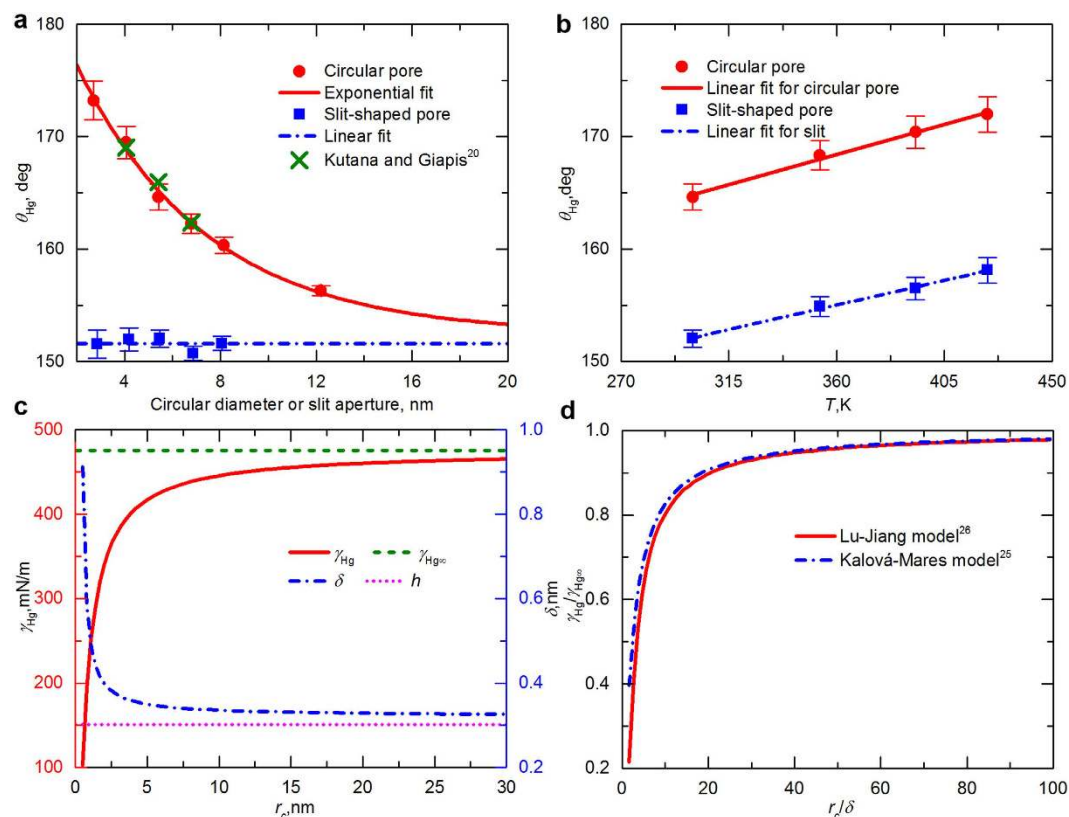 a
180
170
160
150
θHg, deg
Circular pore
Exponential fit
Slit-shaped pore
Linear fit
Kutana and Giapis20
4 8 12 16 20
Circular diameter or slit aperture, nm
b
180
170
160
150
θHg,deg
Circular pore
Linear fit for circular pore
Slit-shaped pore
Linear fit for slit
270 315 360 405 450
T,K
c
500
400
300
200
100
γHg,mN/m
γHg γHg∞
δ h
1.0
0.8
0.6
0.4
0.2
δ,nm
0 5 10 15 20 25 30
rc,nm
d
1.0
0.8
0.6
0.4
0.2
γHg/γHg∞
Lu-Jiang model26
Kalová-Mares model25
0 20 40 60 80 100
rc/δ